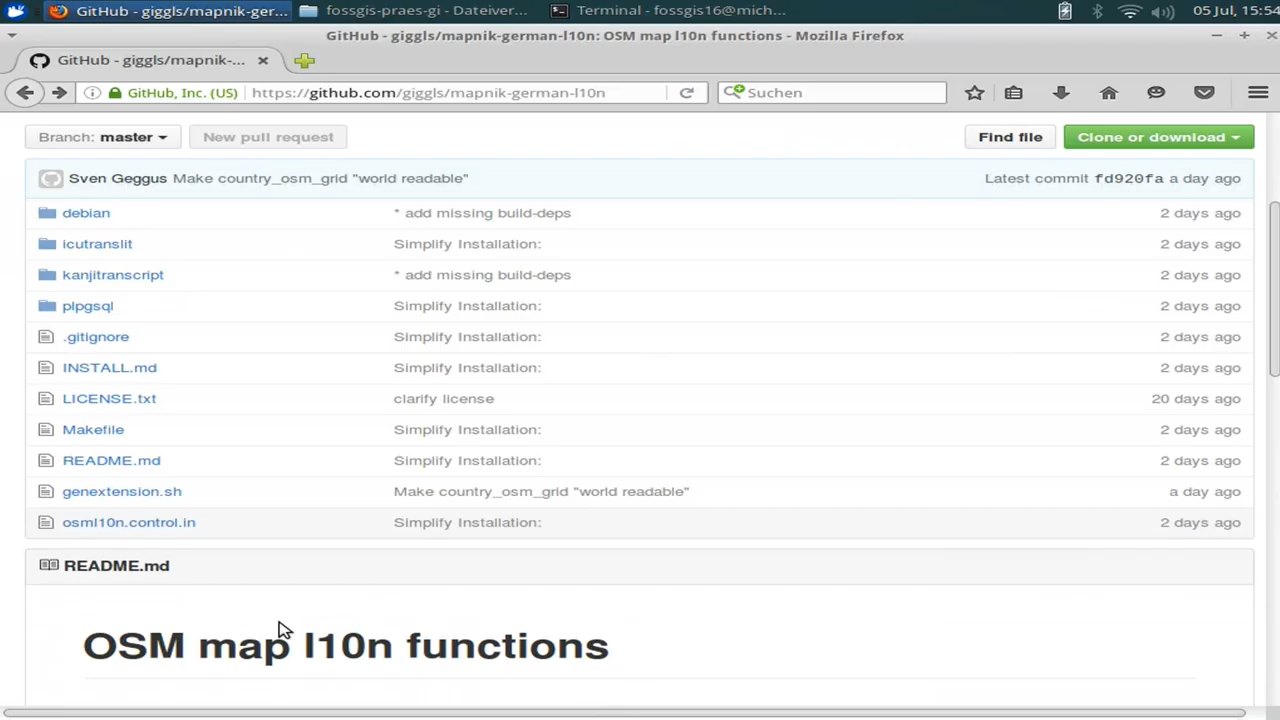 GitHub - giggls/mapnik-ger... fossgis-praes-gi - Dateiver... Terminal - fossgis16@mich... 05 Jul, 15:54
GitHub - giggls/mapnik-german-l10n: OSM map l10n functions - Mozilla Firefox
GitHub - giggls/mapnik-...
GitHub, Inc. (US) https://github.com/giggls/mapnik-german-l10n Suchen
Branch: master New pull request Find file Clone or download
Sven Geggus Make country_osm_grid "world readable" Latest commit fd920fa a day ago
debian * add missing build-deps 2 days ago
icutranslit Simplify Installation: 2 days ago
kanjitranscript * add missing build-deps 2 days ago
plpgsql Simplify Installation: 2 days ago
.gitignore Simplify Installation: 2 days ago
INSTALL.md Simplify Installation: 2 days ago
LICENSE.txt clarify license 20 days ago
Makefile Simplify Installation: 2 days ago
README.md Simplify Installation: 2 days ago
genextension.sh Make country_osm_grid "world readable" a day ago
osml10n.control.in Simplify Installation: 2 days ago
README.md
OSM map l10n functions